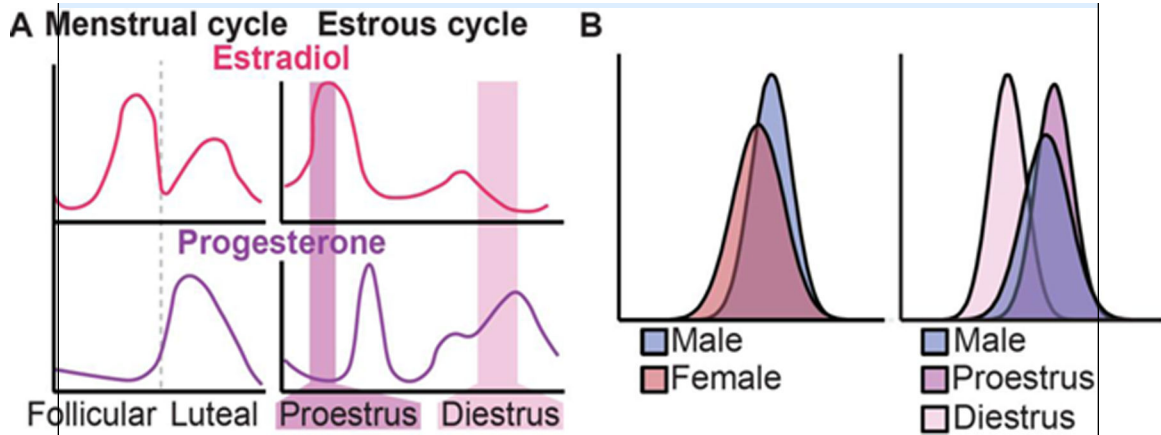 A Menstrual cycle Estrous cycle
Estradiol
Progesterone
Follicular Luteal Proestrus Diestrus
B
Male
Female
Male
Proestrus
Diestrus